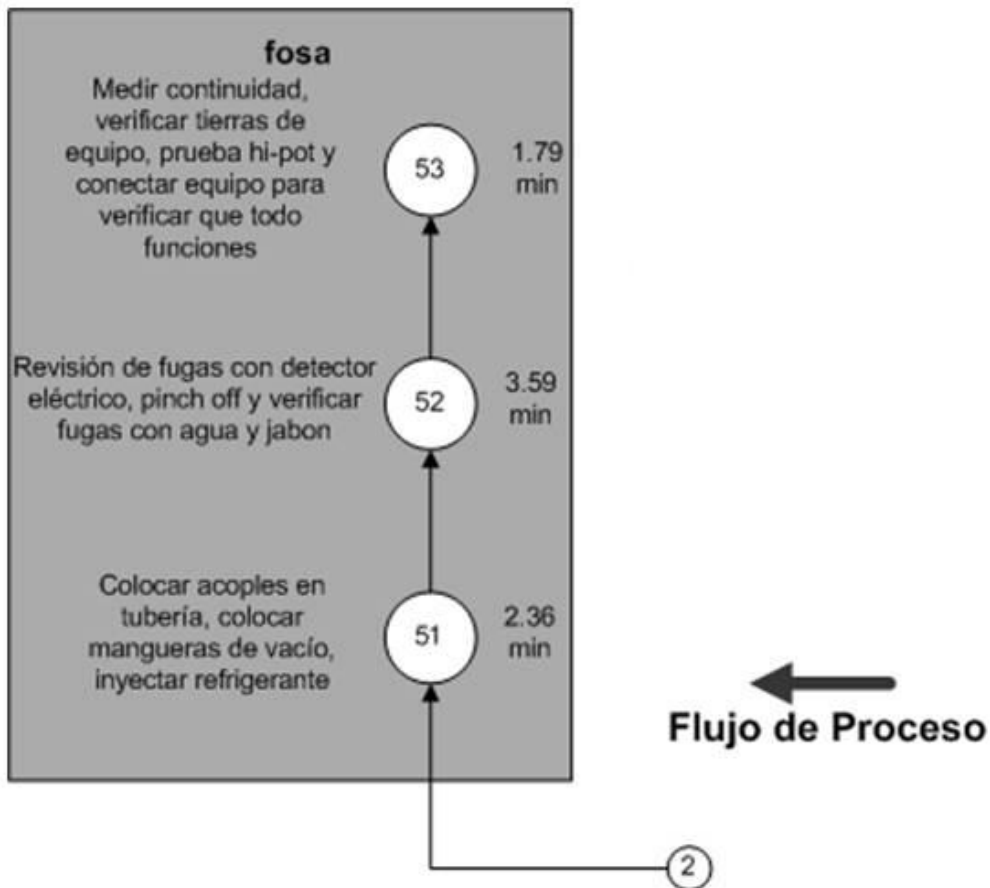 fosa
Medir continuidad,
verificar tierras de
equipo, prueba hi-pot y
conectar equipo para
verificar que todo
funciones
53
1.79
min
Revisión de fugas con detector
eléctrico, pinch off y verificar
fugas con agua y jabon
52
3.59
min
Colocar acoples en
tubería, colocar
mangueras de vacío,
inyectar refrigerante
51
2.36
min
Flujo de Proceso
2